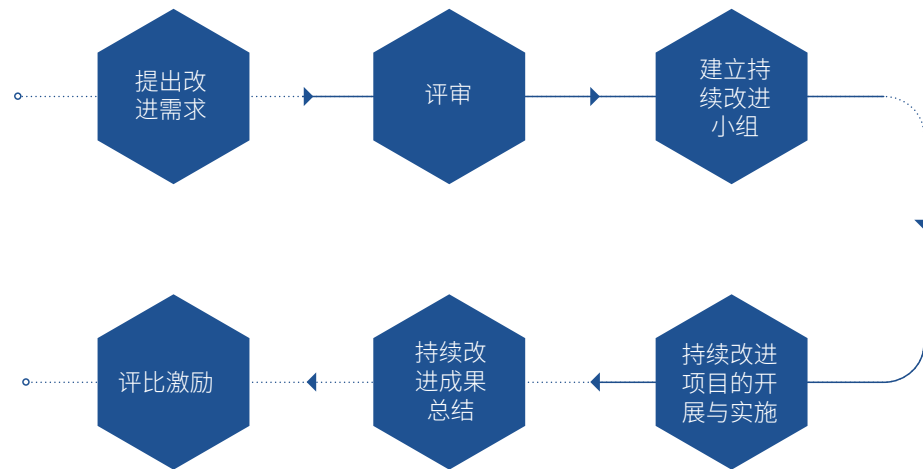 提出改
进需求
评审
建立持
续改进
小组
持续改进
项目的开
展与实施
持续改
进成果
总结
评比激励